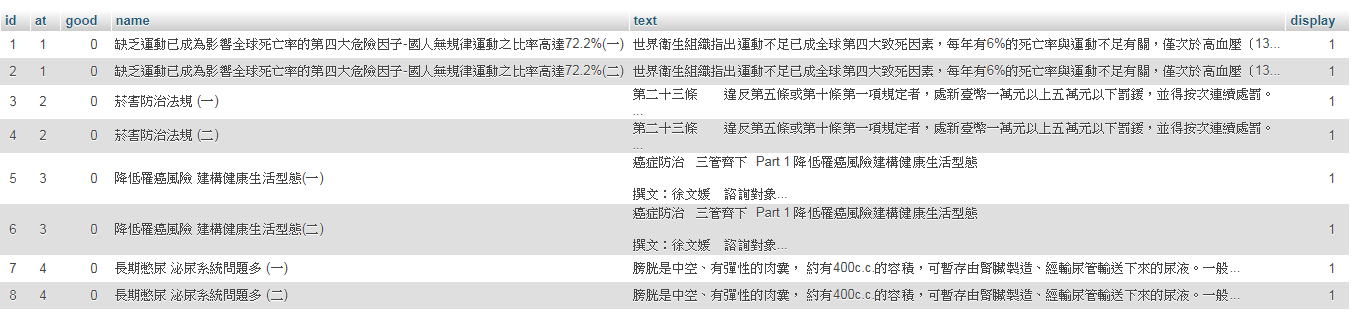 id at good name text display
1 1 0 缺乏運動已成為影響全球死亡率的第四大危險因子-國人無規律運動之比率高達72.2%(一) 世界衛生組織指出運動不足已成全球第四大致死因素，每年有6%的死亡率與運動不足有關，僅次於高血壓〔13... 1
2 1 0 缺乏運動已成為影響全球死亡率的第四大危險因子-國人無規律運動之比率高達72.2%(二) 世界衛生組織指出運動不足已成全球第四大致死因素，每年有6%的死亡率與運動不足有關，僅次於高血壓〔13... 1
3 2 0 菸害防治法規 (一) 第二十三條　　違反第五條或第十條第一項規定者，處新臺幣一萬元以上五萬元以下罰鍰，並得按次連續處罰。 1
...
4 2 0 菸害防治法規 (二) 第二十三條　　違反第五條或第十條第一項規定者，處新臺幣一萬元以上五萬元以下罰鍰，並得按次連續處罰。 1
...
癌症防治　三管齊下 Part 1 降低罹癌風險建構健康生活型態
5 3 0 降低罹癌風險 建構健康生活型態(一) 1
撰文：徐文媛　諮詢對象...
癌症防治　三管齊下 Part 1 降低罹癌風險建構健康生活型態
6 3 0 降低罹癌風險 建構健康生活型態(二) 1
撰文：徐文媛　諮詢對象...
7 4 0 長期憋尿 泌尿系統問題多 (一) 膀胱是中空、有彈性的肉囊， 約有400c.c.的容積，可暫存由腎臟製造、經輸尿管輸送下來的尿液。一般... 1
8 4 0 長期憋尿 泌尿系統問題多 (二) 膀胱是中空、有彈性的肉囊， 約有400c.c.的容積，可暫存由腎臟製造、經輸尿管輸送下來的尿液。一般... 1